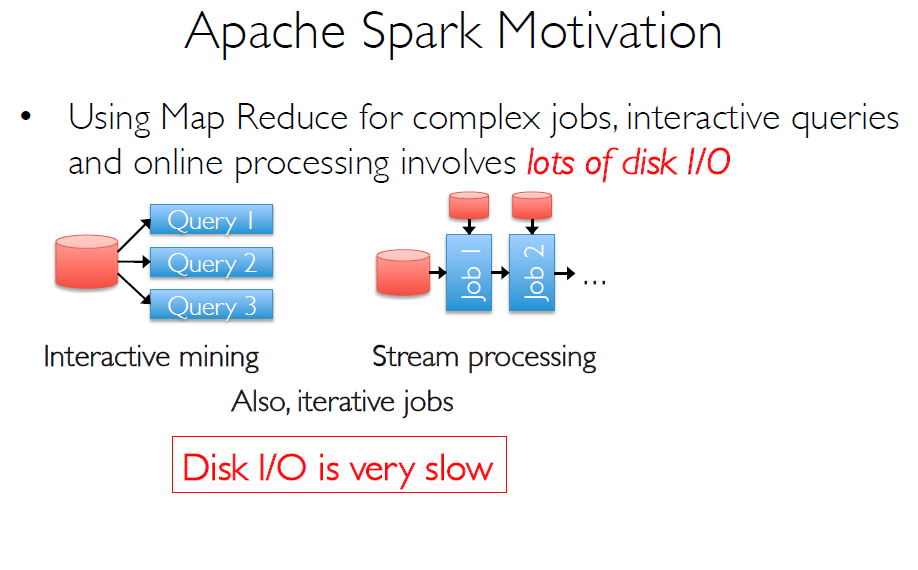 Apache Spark Motivation
• Using Map Reduce for complex jobs, interactive queries
and online processing involves lots of disk I/O
Query 1
Query 2
Query 3
Job 1
Job 2
...
Interactive mining
Stream processing
Also, iterative jobs
Disk I/O is very slow